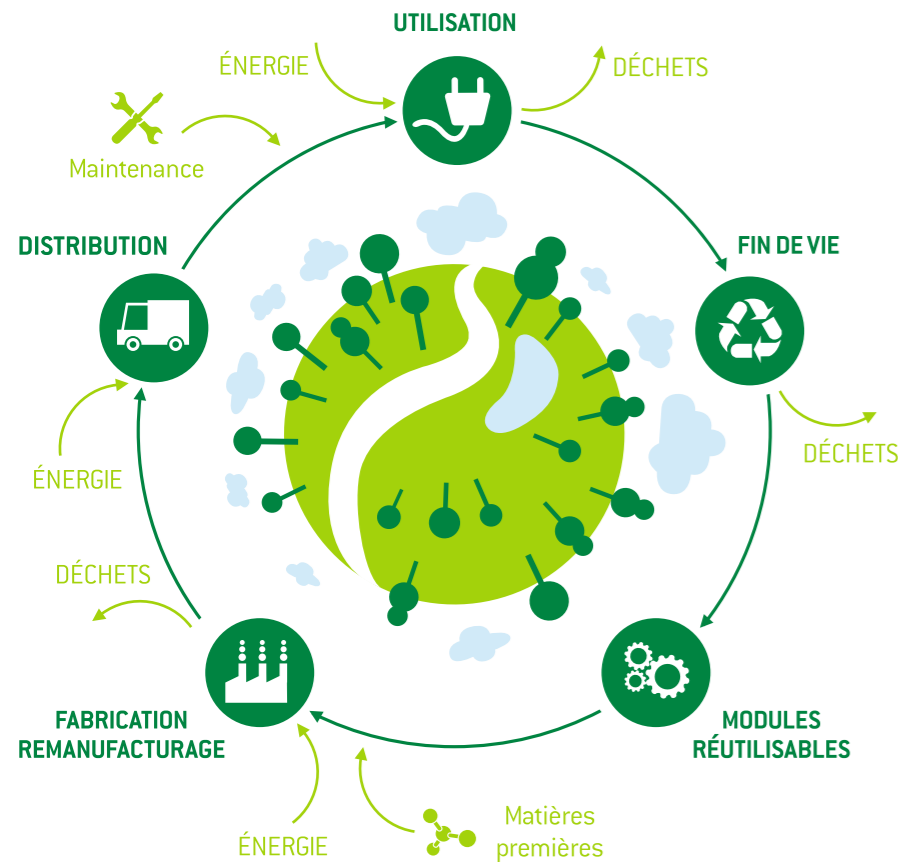 UTILISATION
ÉNERGIE
DÉCHETS
Maintenance
DISTRIBUTION
FIN DE VIE
DÉCHETS
ÉNERGIE
DÉCHETS
FABRICATION
REMANUFACTURAGE
MODULES
RÉUTILISABLES
Matières
premières
ÉNERGIE